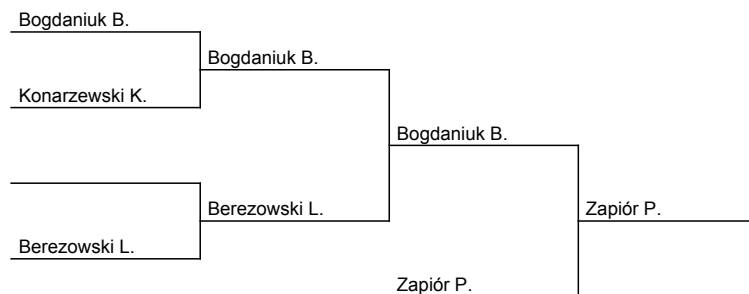 Bogdaniuk B.
Bogdaniuk B.
Konarzewski K.
Bogdaniuk B.
Berezowski L.
Zapiór P.
Berezowski L.
Zapiór P.